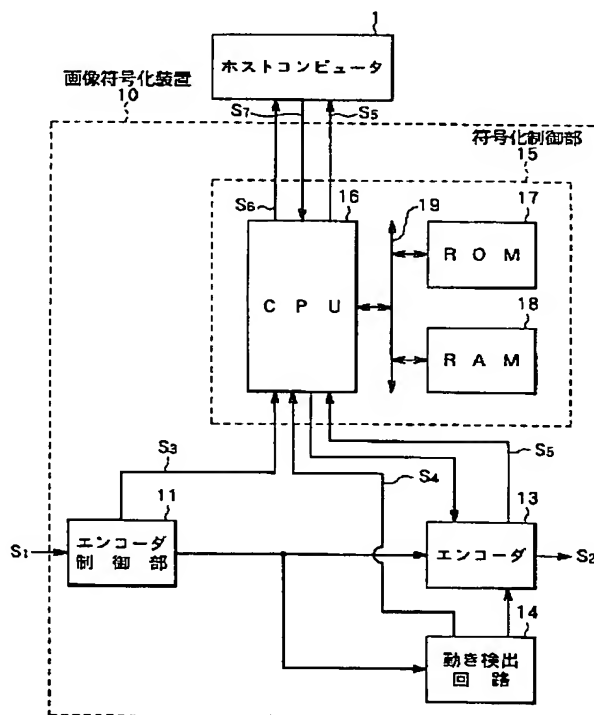 1
ホストコンピュータ
画像符号化装置
10
S7
S5
符号化制御部
15
S6
16
19
17
CPU
ROM
18
RAM
S3
S4
S5
11
13
S1
エンコーダ
制御部
エンコーダ
S2
14
動き検出
回路